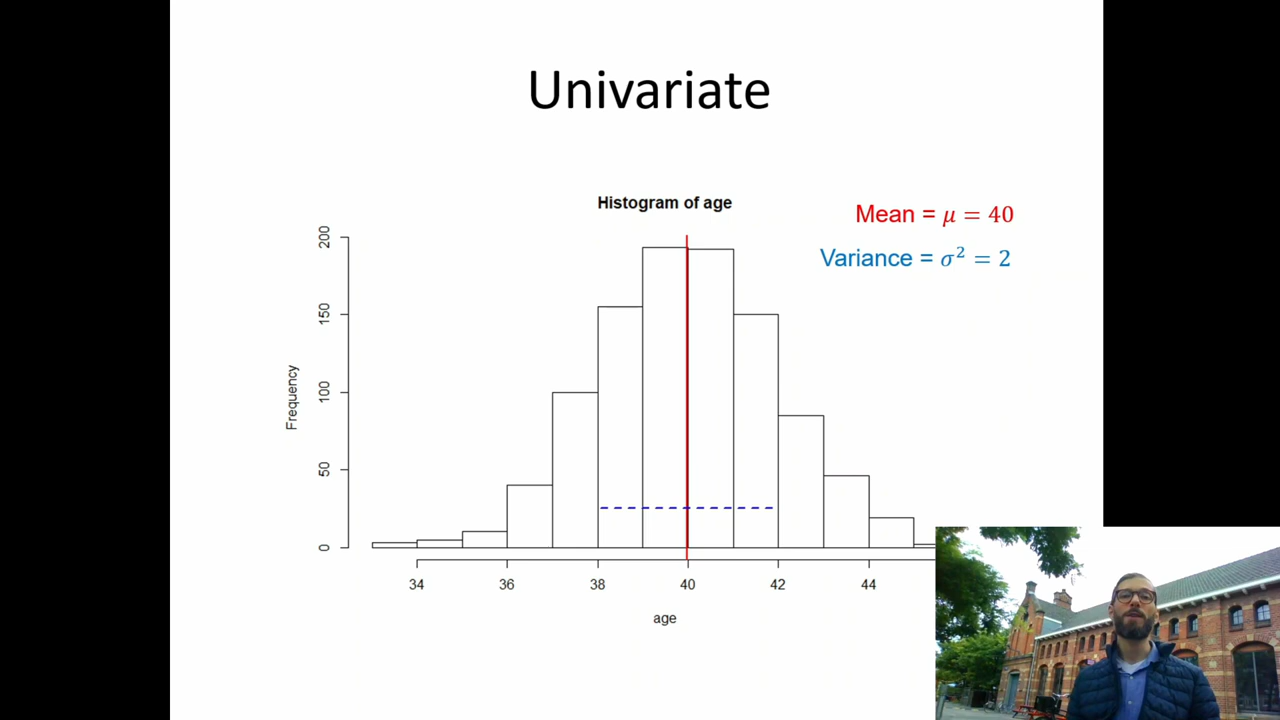 Univariate
Histogram of age
Mean = μ = 40
Variance = σ² = 2
200
150
100
50
0
Frequency
34 36 38 40 42 44
age